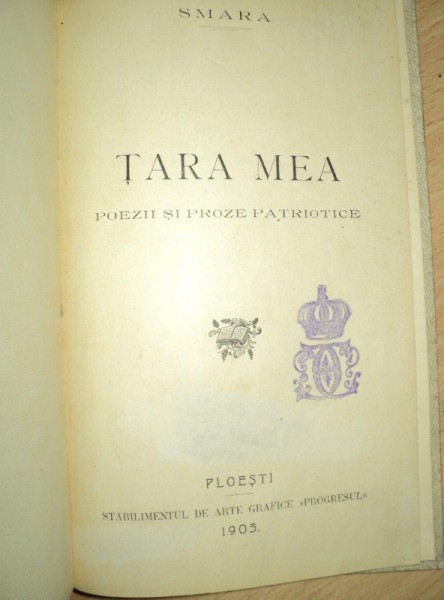 SMARA
ȚARA MEA
POEZII ȘI PROZE PATRIOTICE
PLOEȘTI
STABILIMENTUL DE ARTE GRAFICE »PROGRESUL«
1905.